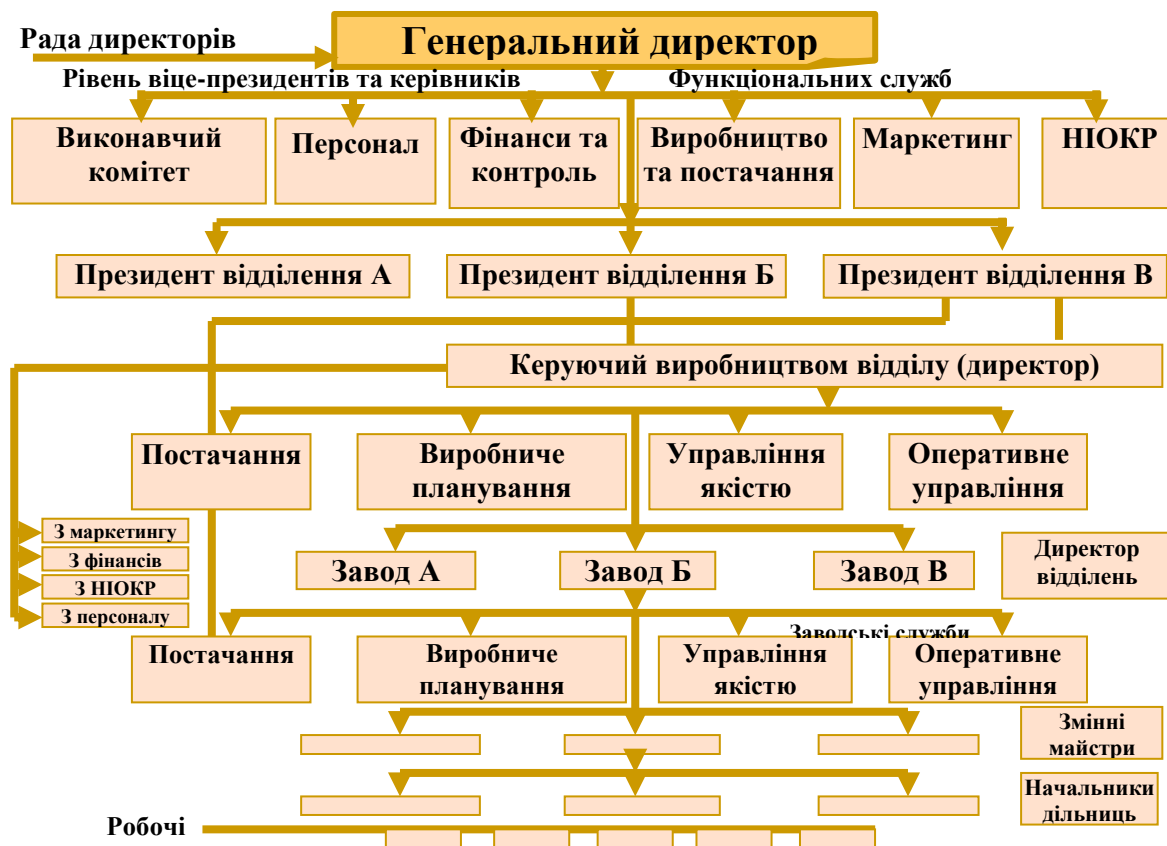 Рада директорів
Генеральний директор
Рівень віце-президентів та керівників
Функціональних служб
Виконавчий
комітет
Персонал
Фінанси та
контроль
Виробництво
та постачання
Маркетинг
НІОКР
Президент відділення А
Президент відділення Б
Президент відділення В
Керуючий виробництвом відділу (директор)
Постачання
Виробниче
планування
Управління
якістю
Оперативне
управління
З маркетингу
З фінансів
З НІОКР
З персоналу
Завод А
Завод Б
Завод В
Директор
відділень
Заводські служби
Постачання
Виробниче
планування
Управління
якістю
Оперативне
управління
Змінні
майстри
Начальники
дільниць
Робочі